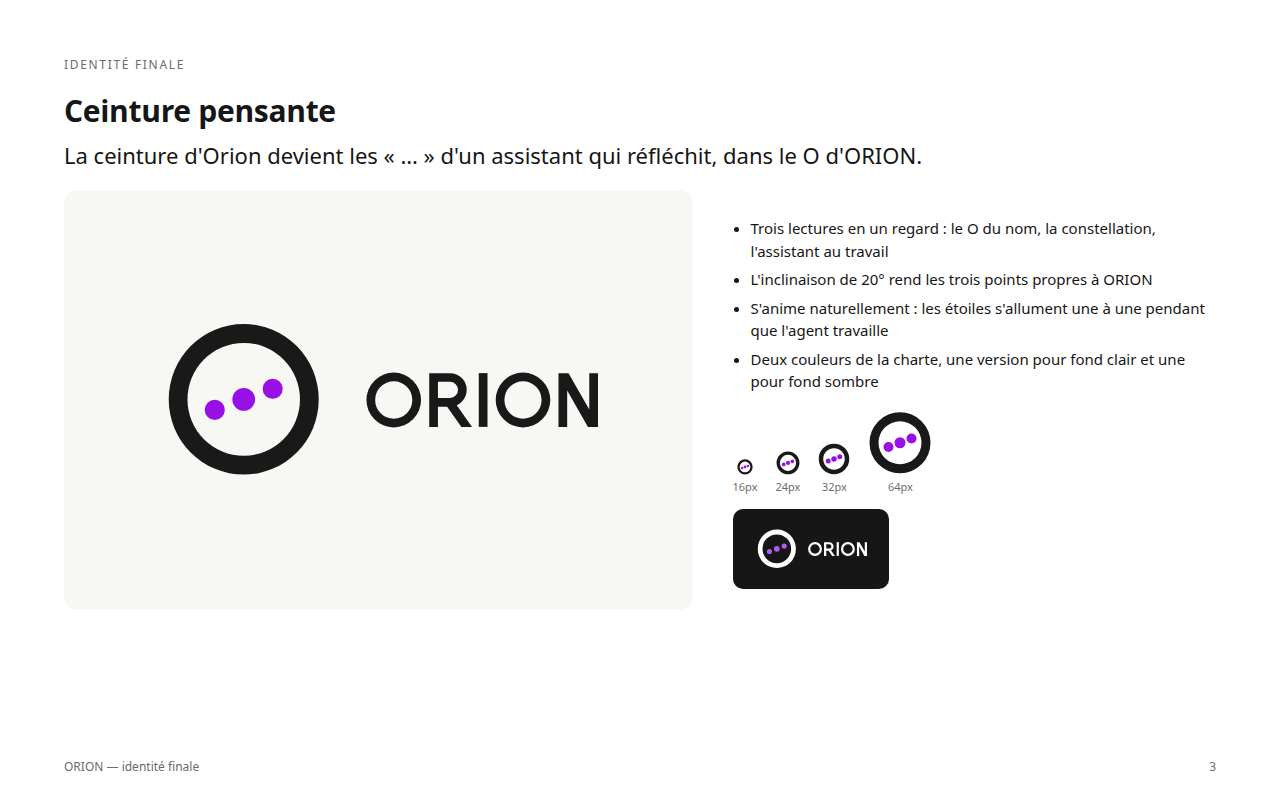 IDENTITÉ FINALE
Ceinture pensante
La ceinture d'Orion devient les « … » d'un assistant qui réfléchit, dans le O d'ORION.
ORION
• Trois lectures en un regard : le O du nom, la constellation,
l'assistant au travail
• L'inclinaison de 20° rend les trois points propres à ORION
• S'anime naturellement : les étoiles s'allument une à une pendant
que l'agent travaille
• Deux couleurs de la charte, une version pour fond clair et une
pour fond sombre
16px 24px 32px 64px
ORION
ORION — identité finale
3